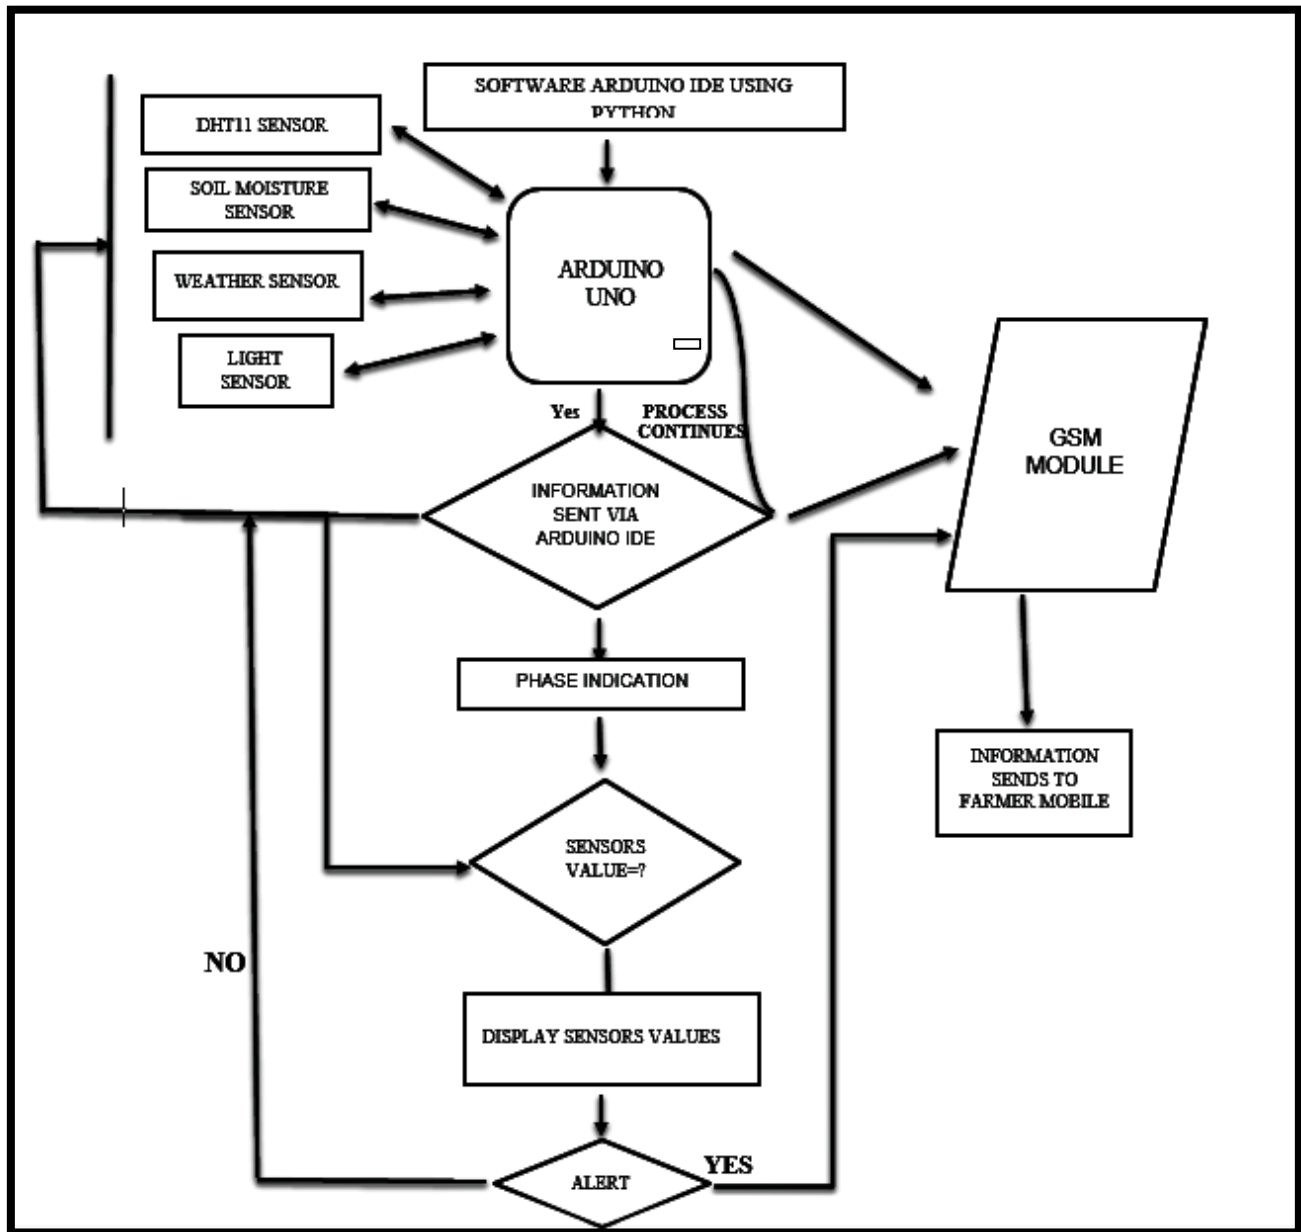 SOFTWARE ARDUINO IDE USING
PYTHON
DHT11 SENSOR
SOIL MOISTURE
SENSOR
WEATHER SENSOR
LIGHT
SENSOR
ARDUINO
UNO
Yes
PROCESS
CONTINUES
GSM
MODULE
INFORMATION
SENT VIA
ARDUINO IDE
PHASE INDICATION
INFORMATION
SENDS TO
FARMER MOBILE
SENSORS
VALUE=?
NO
DISPLAY SENSORS VALUES
YES
ALERT